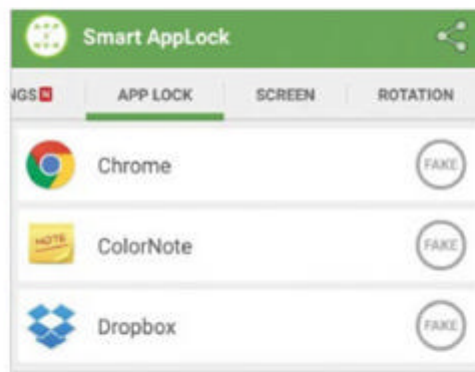 Smart AppLock
NGS N APP LOCK SCREEN ROTATION
Chrome FAKE
NOTE
ColorNote FAKE
Dropbox FAKE